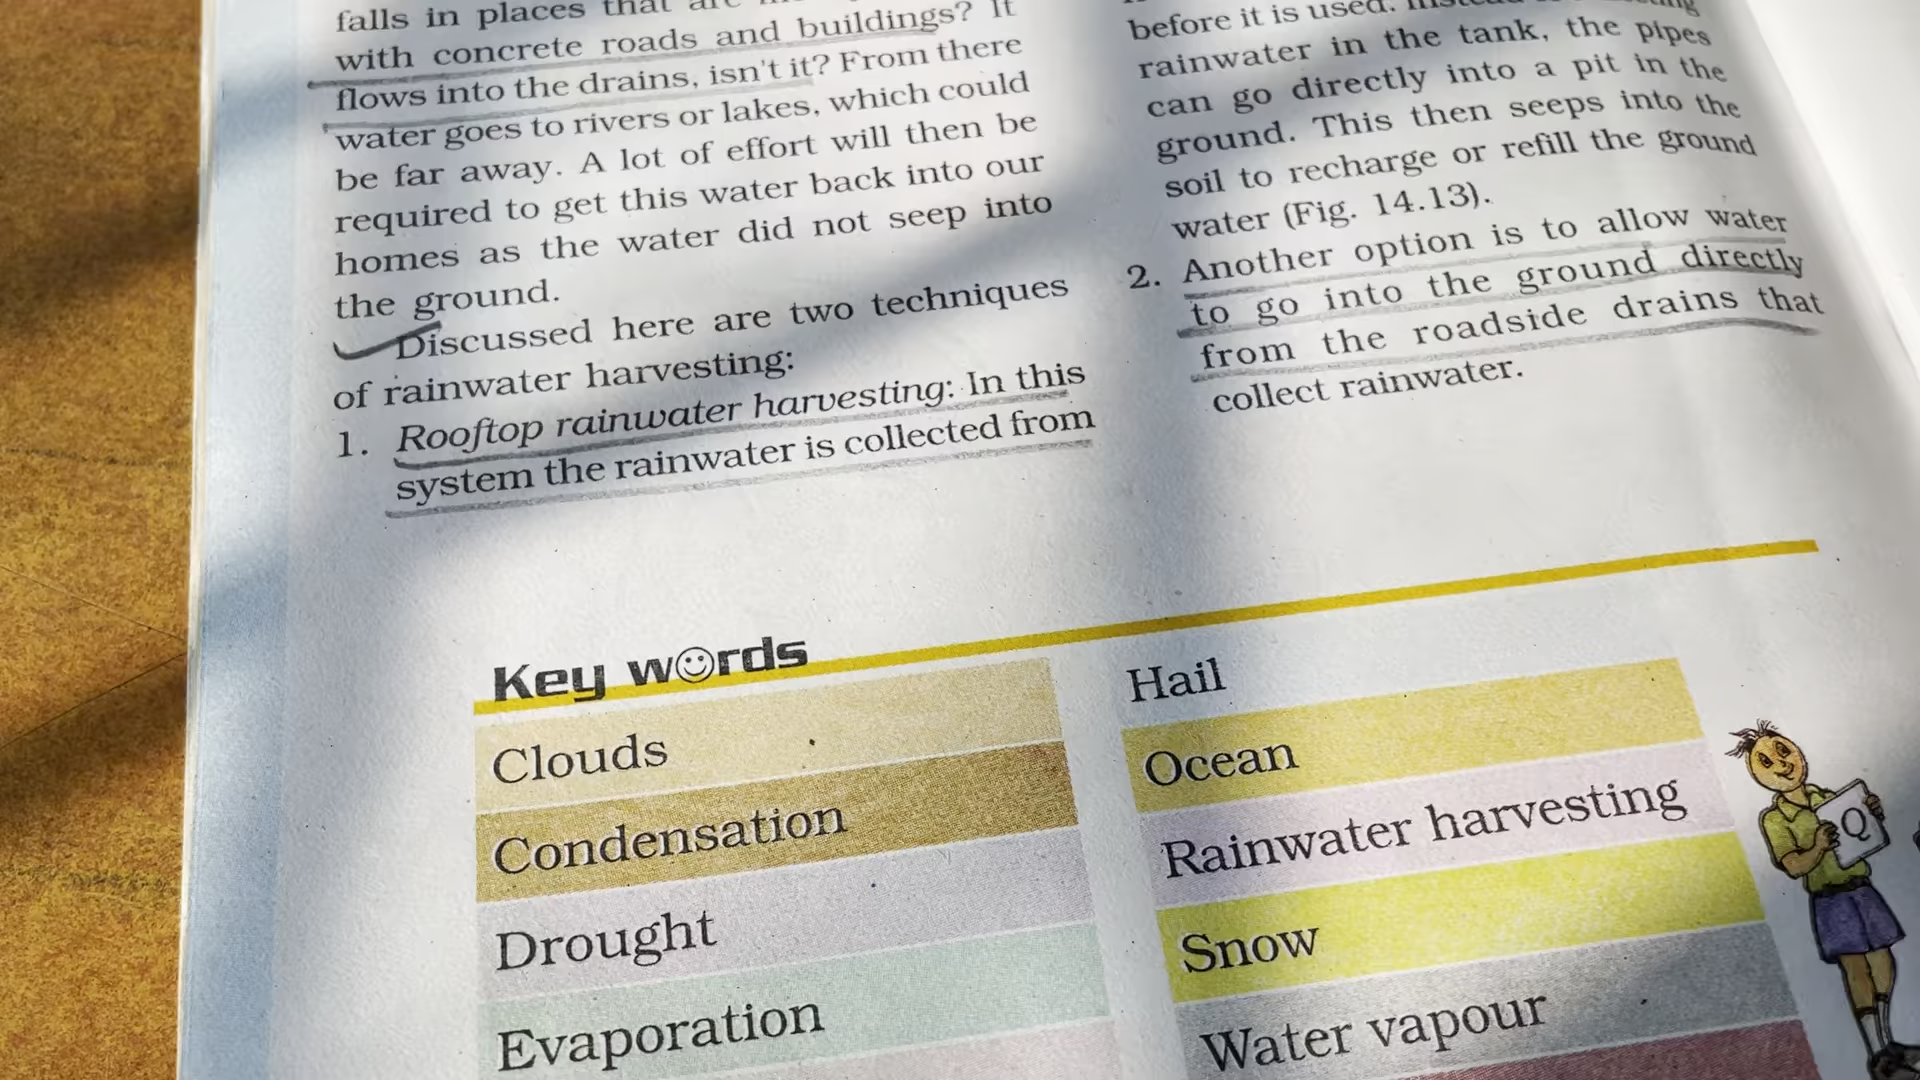 falls in places that are
with concrete roads and buildings? It
flows into the drains, isn't it? From there
water goes to rivers or lakes, which could
be far away. A lot of effort will then be
required to get this water back into our
homes as the water did not seep into
the ground.
Discussed here are two techniques
of rainwater harvesting:
1. Rooftop rainwater harvesting: In this
system the rainwater is collected from
before it is used.
rainwater in the tank, the pipes
can go directly into a pit in the
ground. This then seeps into the
soil to recharge or refill the ground
water (Fig. 14.13).
2. Another option is to allow water
to go into the ground directly
from the roadside drains that
collect rainwater.
Key words
Clouds
Condensation
Drought
Evaporation
Hail
Ocean
Rainwater harvesting
Snow
Water vapour
Q